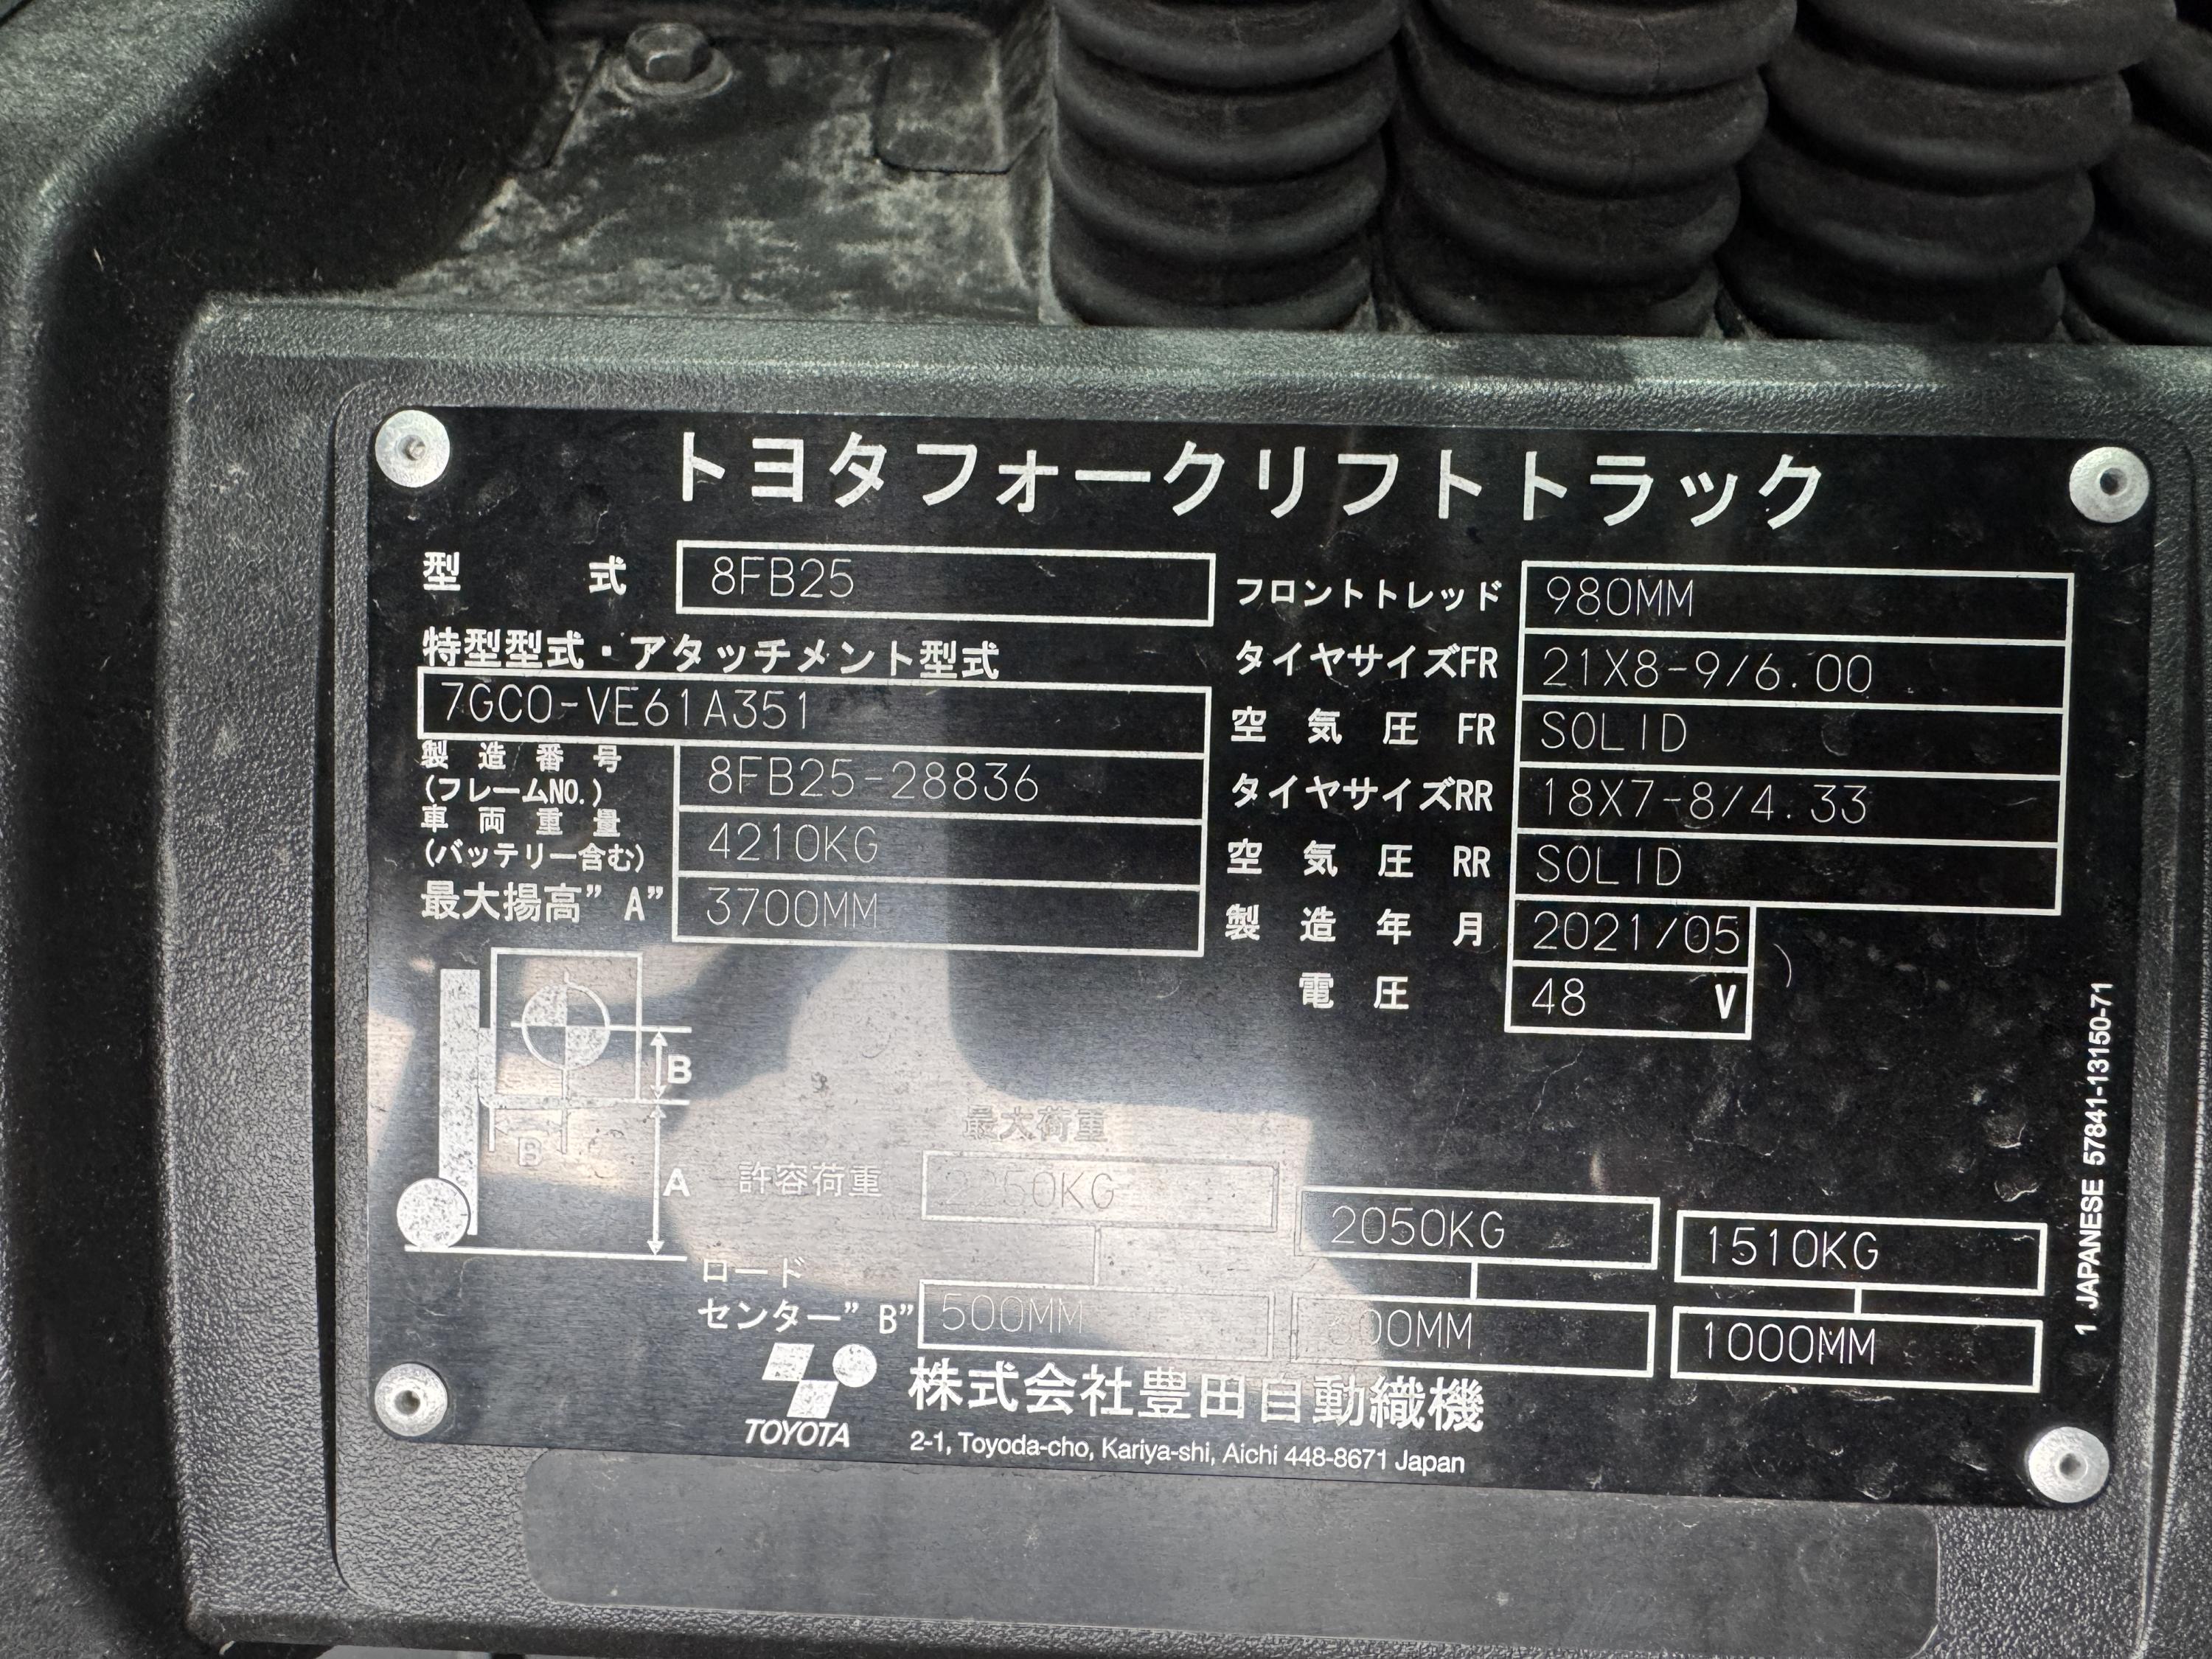 トヨタフォークリフトトラック
型 式 8FB25
特型型式・アタッチメント型式
7GCO-VE61A351
製造番号
(フレームNO.) 8FB25-28836
車両重量
(バッテリー含む) 4210KG
最大揚高"A" 3700MM
フロントトレッド 980MM
タイヤサイズFR 21X8-9/6.00
空気圧 FR SOLID
タイヤサイズRR 18X7-8/4.33
空気圧 RR SOLID
製造年月 2021/05
電圧 48 V
B
B
A
最大荷重
許容荷重 2050KG 1510KG
ロード
センター"B" 500MM 1000MM
TOYOTA
株式会社豊田自動織機
2-1, Toyoda-cho, Kariya-shi, Aichi 448-8671 Japan
1 JAPANESE 57841-13150-71